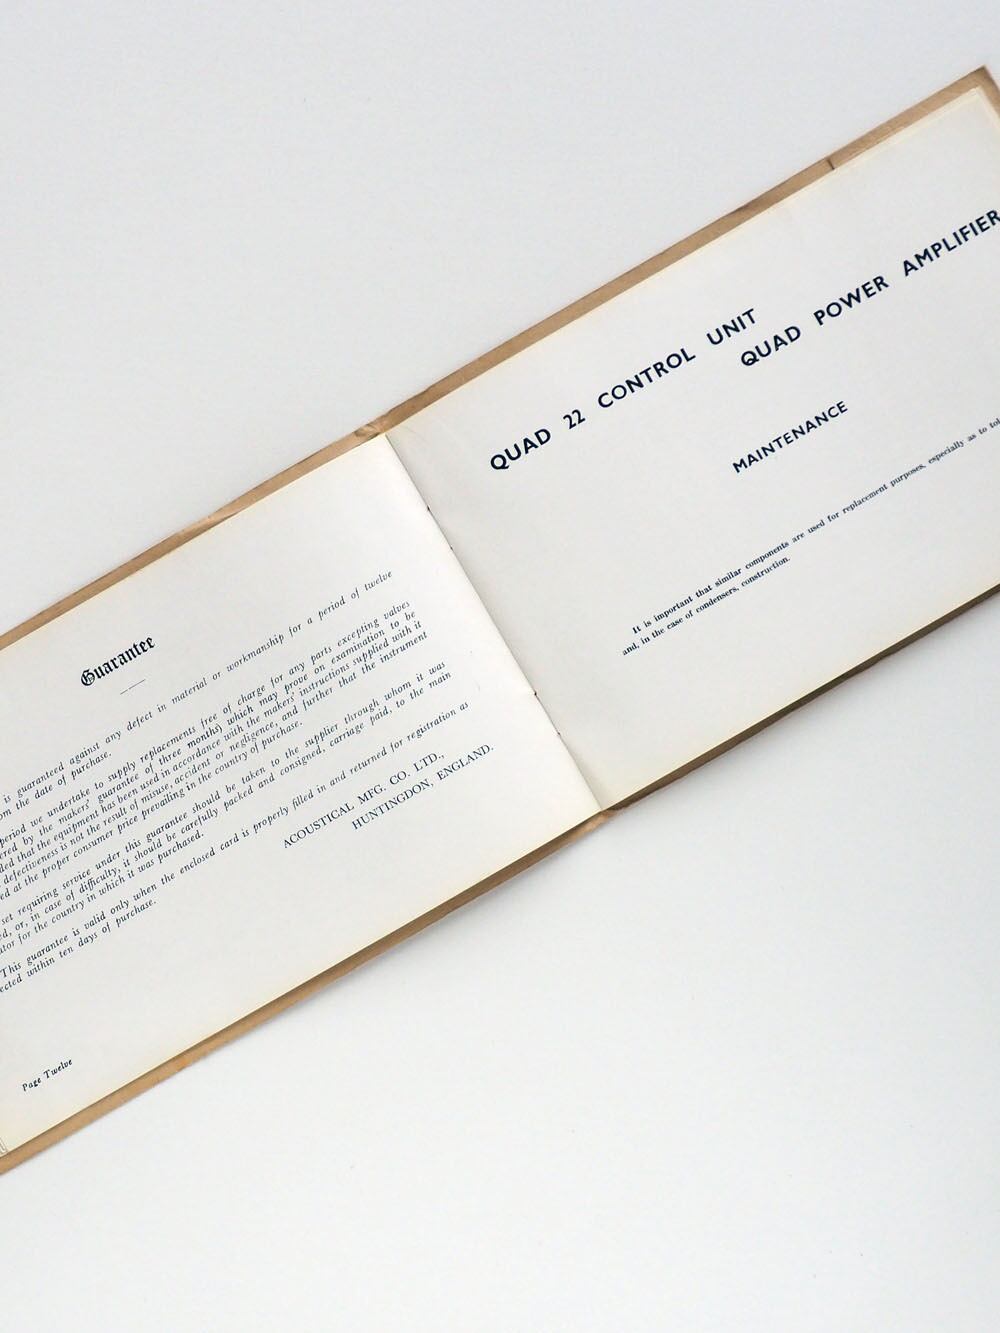 Guarantee
is guaranteed against any defect in material or workmanship for a period of twelve
the date of purchase.
period we undertake to supply replacements free of charge for any parts excepting valves
by the makers' guarantee of three months) which may prove on examination to be
that the equipment has been used in accordance with the makers' instructions supplied with it
defectiveness is not the result of misuse, accident or negligence, and further that the instrument
at the proper consumer price prevailing in the country of purchase.
set requiring service under this guarantee should be taken to the supplier through whom it was
or, in case of difficulty, it should be carefully packed and consigned, carriage paid, to the main
for the country in which it was purchased.
This guarantee is valid only when the enclosed card is properly filled in and returned for registration as
within ten days of purchase.
ACOUSTICAL MFG. CO. LTD.,
HUNTINGDON, ENGLAND.
Page Twelve
QUAD 22 CONTROL UNIT
QUAD POWER AMPLIFIER
MAINTENANCE
It is important that similar components are used for replacement purposes, especially as to
and, in the case of condensers, construction.